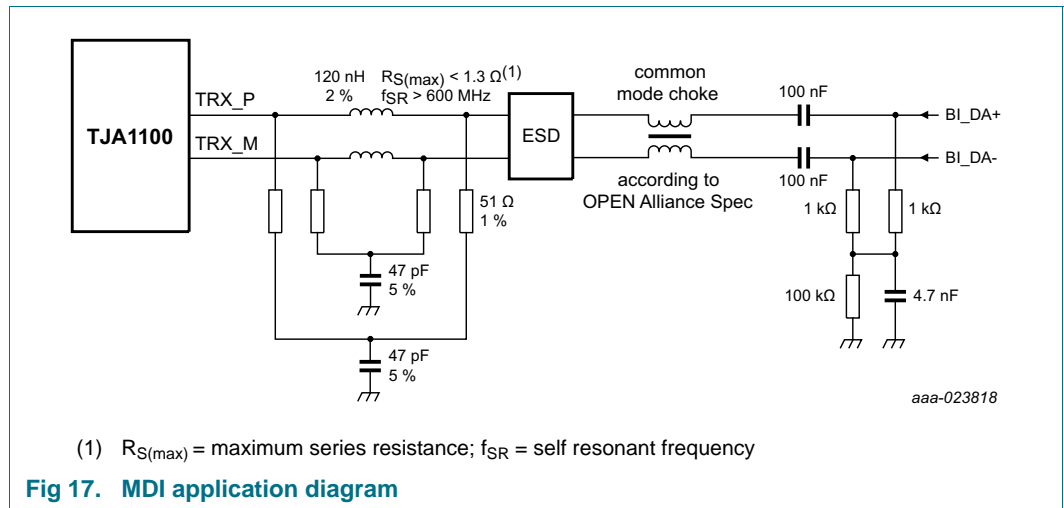 TJA1100
TRX_P
TRX_M
120 nH
2 %
RS(max) < 1.3 Ω(1)
fSR > 600 MHz
ESD
common
mode choke
according to
OPEN Alliance Spec
100 nF
100 nF
BI_DA+
BI_DA-
51 Ω
1 %
47 pF
5 %
47 pF
5 %
1 kΩ
1 kΩ
100 kΩ
4.7 nF
aaa-023818
(1) RS(max) = maximum series resistance; fSR = self resonant frequency
Fig 17. MDI application diagram